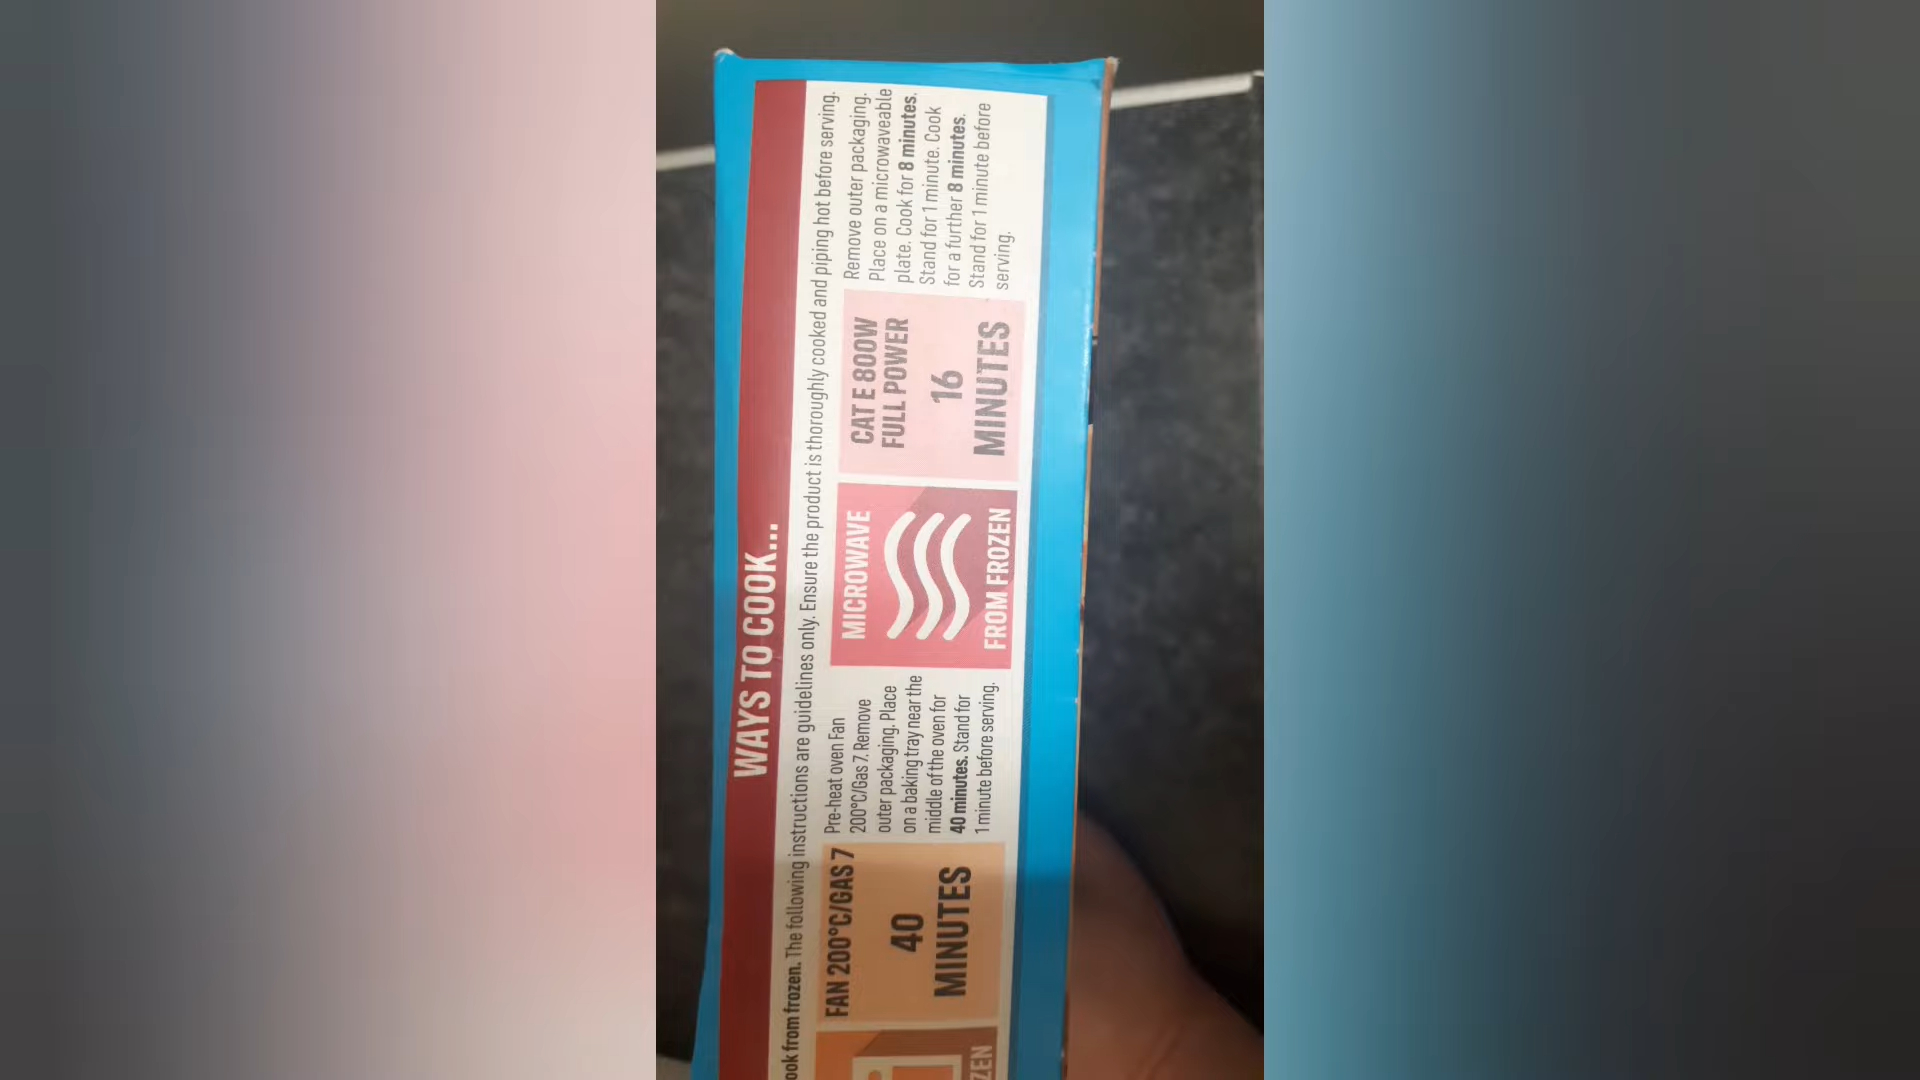 WAYS TO COOK...
ook from frozen. The following instructions are guidelines only. Ensure the product is thoroughly cooked and piping hot before serving.
ZEN
FAN 200°C/GAS 7
40
MINUTES
Pre-heat oven Fan
200°C/Gas 7. Remove
outer packaging. Place
on a baking tray near the
middle of the oven for
40 minutes. Stand for
1 minute before serving.
MICROWAVE
FROM FROZEN
CAT E 800W
FULL POWER
16
MINUTES
Remove outer packaging.
Place on a microwaveable
plate. Cook for 8 minutes.
Stand for 1 minute. Cook
for a further 8 minutes.
Stand for 1 minute before
serving.